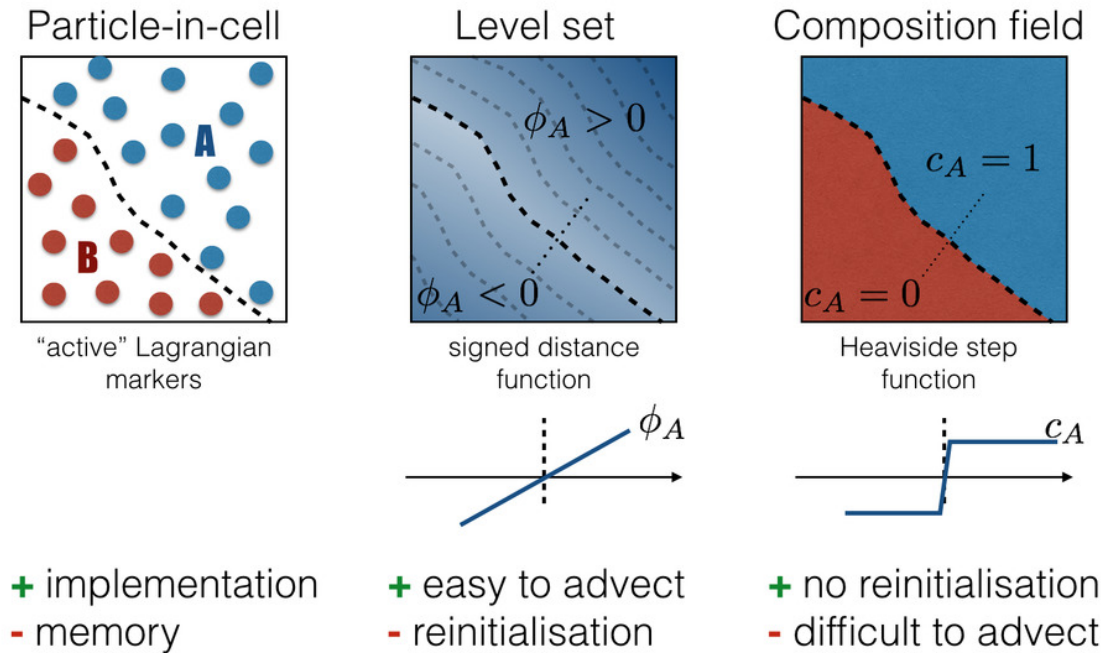 Particle-in-cell
A
B
“active” Lagrangian
markers
+ implementation
- memory
Level set
ϕ_A > 0
ϕ_A < 0
signed distance
function
ϕ_A
+ easy to advect
- reinitialisation
Composition field
c_A = 1
c_A = 0
Heaviside step
function
c_A
+ no reinitialisation
- difficult to advect